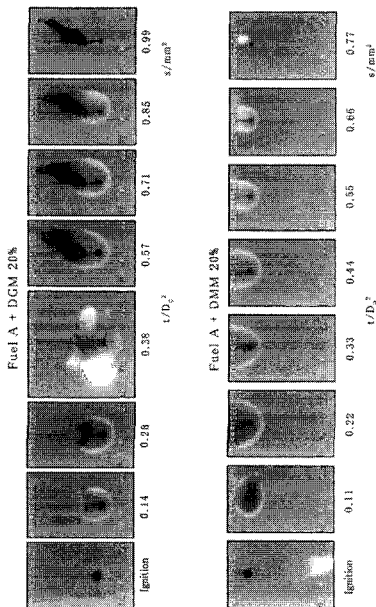 Fuel A + DGM 20%
Ignition 0.14 0.28 0.38 0.57 0.71 0.85 0.99
t/D₀² s/mm²
Fuel A + DMM 20%
Ignition 0.11 0.22 0.33 0.44 0.55 0.66 0.77
t/D₀² s/mm²